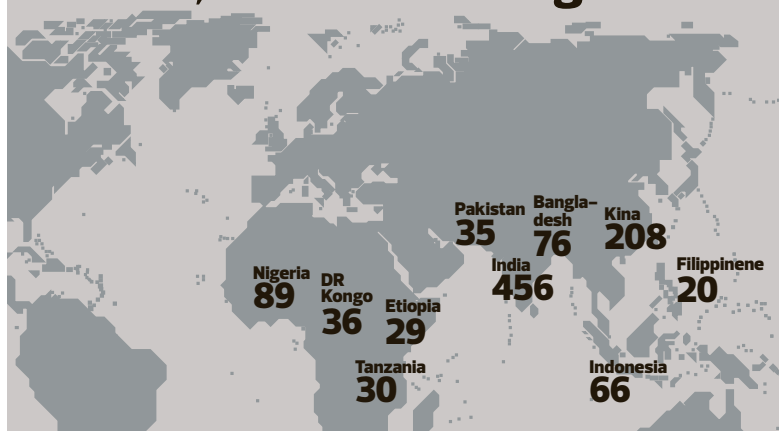 Pakistan
35
Bangla–
desh
76
Kina
208
India
456
Filippinene
20
Nigeria
89
DR
Kongo
36
Etiopia
29
Tanzania
30
Indonesia
66